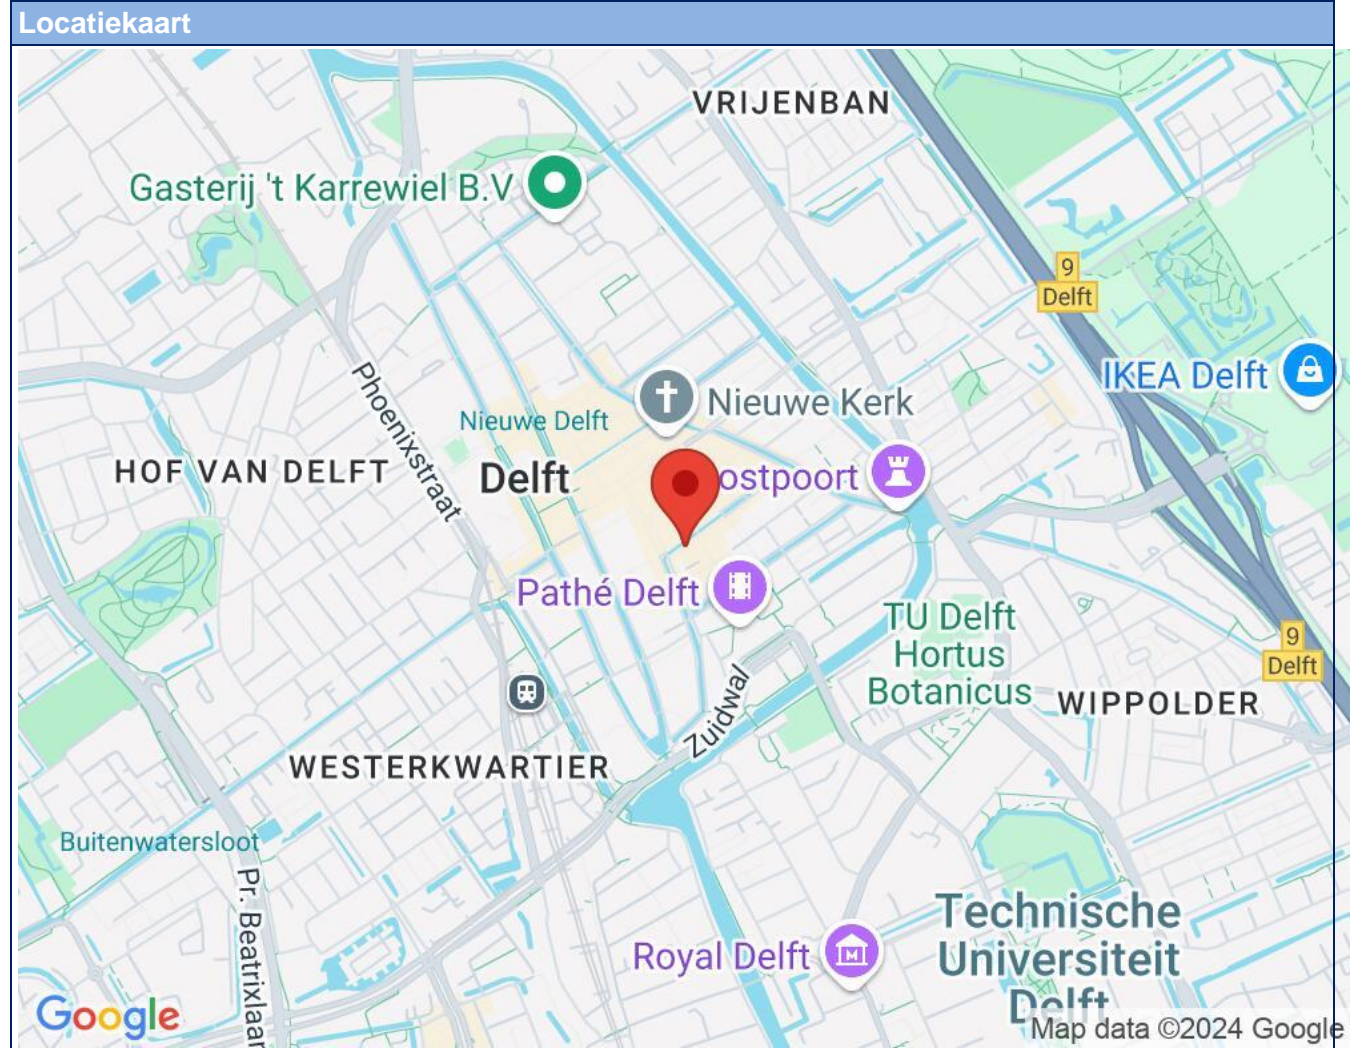 Locatiekaart
VRIJENBAN
Gasterij 't Karrewiel B.V
9
Delft
IKEA Delft
Phoenixstraat
Nieuwe Kerk
Nieuwe Delft
HOF VAN DELFT
Delft
ostpoort
Pathé Delft
TU Delft
Hortus
Botanicus
9
Delft
WIPPOLDER
Zuidwal
WESTERKWARTIER
Buitenwatersloot
Pr. Beatrixlaan
Technische
Universiteit
Delft
Royal Delft
Google
Map data ©2024 Google